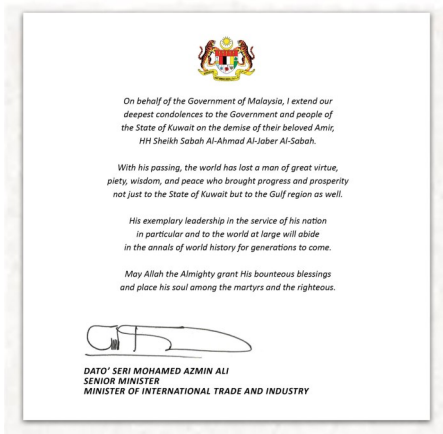 On behalf of the Government of Malaysia, I extend our
deepest condolences to the Government and people of
the State of Kuwait on the demise of their beloved Amir,
HH Sheikh Sabah Al-Ahmad Al-Jaber Al-Sabah.
With his passing, the world has lost a man of great virtue,
piety, wisdom, and peace who brought progress and prosperity
not just to the State of Kuwait but to the Gulf region as well.
His exemplary leadership in the service of his nation
in particular and to the world at large will abide
in the annals of world history for generations to come.
May Allah the Almighty grant His bounteous blessings
and place his soul among the martyrs and the righteous.
DATO' SERI MOHAMED AZMIN ALI
SENIOR MINISTER
MINISTER OF INTERNATIONAL TRADE AND INDUSTRY